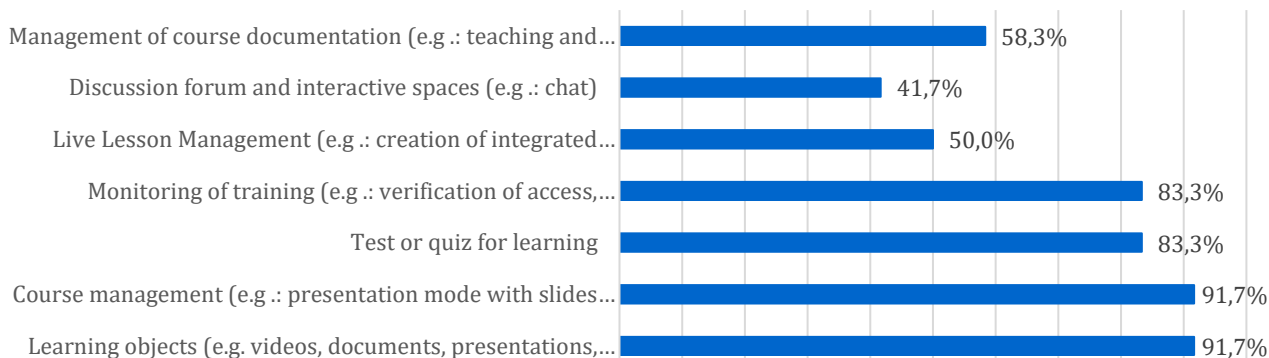 Management of course documentation (e.g .: teaching and… 58,3%
Discussion forum and interactive spaces (e.g .: chat) 41,7%
Live Lesson Management (e.g .: creation of integrated… 50,0%
Monitoring of training (e.g .: verification of access,… 83,3%
Test or quiz for learning 83,3%
Course management (e.g .: presentation mode with slides… 91,7%
Learning objects (e.g. videos, documents, presentations,… 91,7%